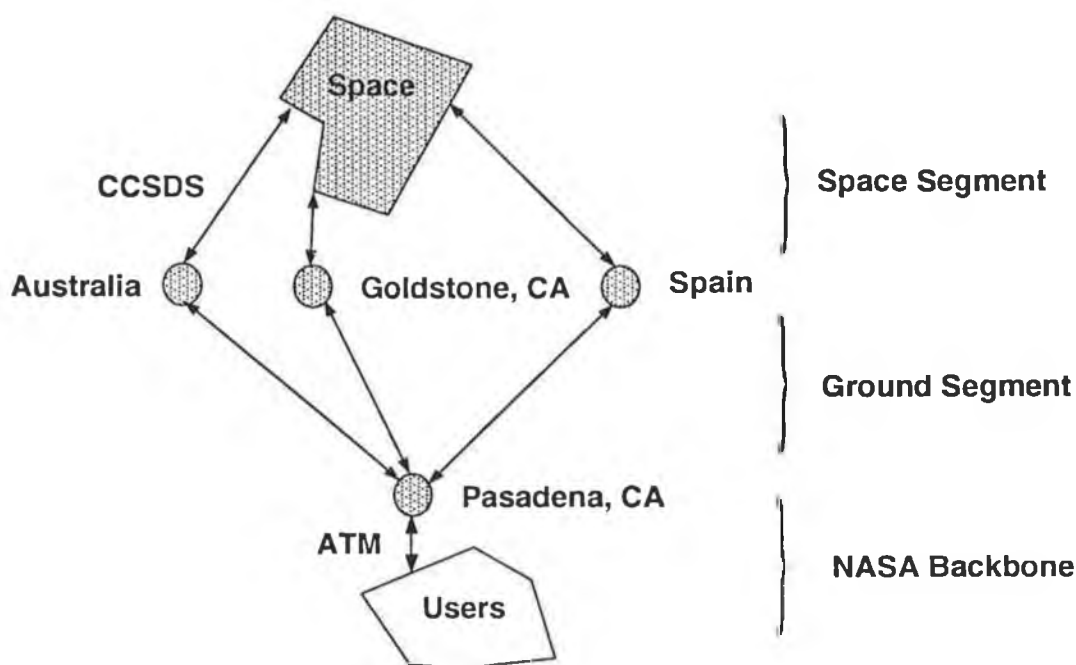 Space
CCSDS
Space Segment
Australia
Goldstone, CA
Spain
Ground Segment
Pasadena, CA
ATM
NASA Backbone
Users